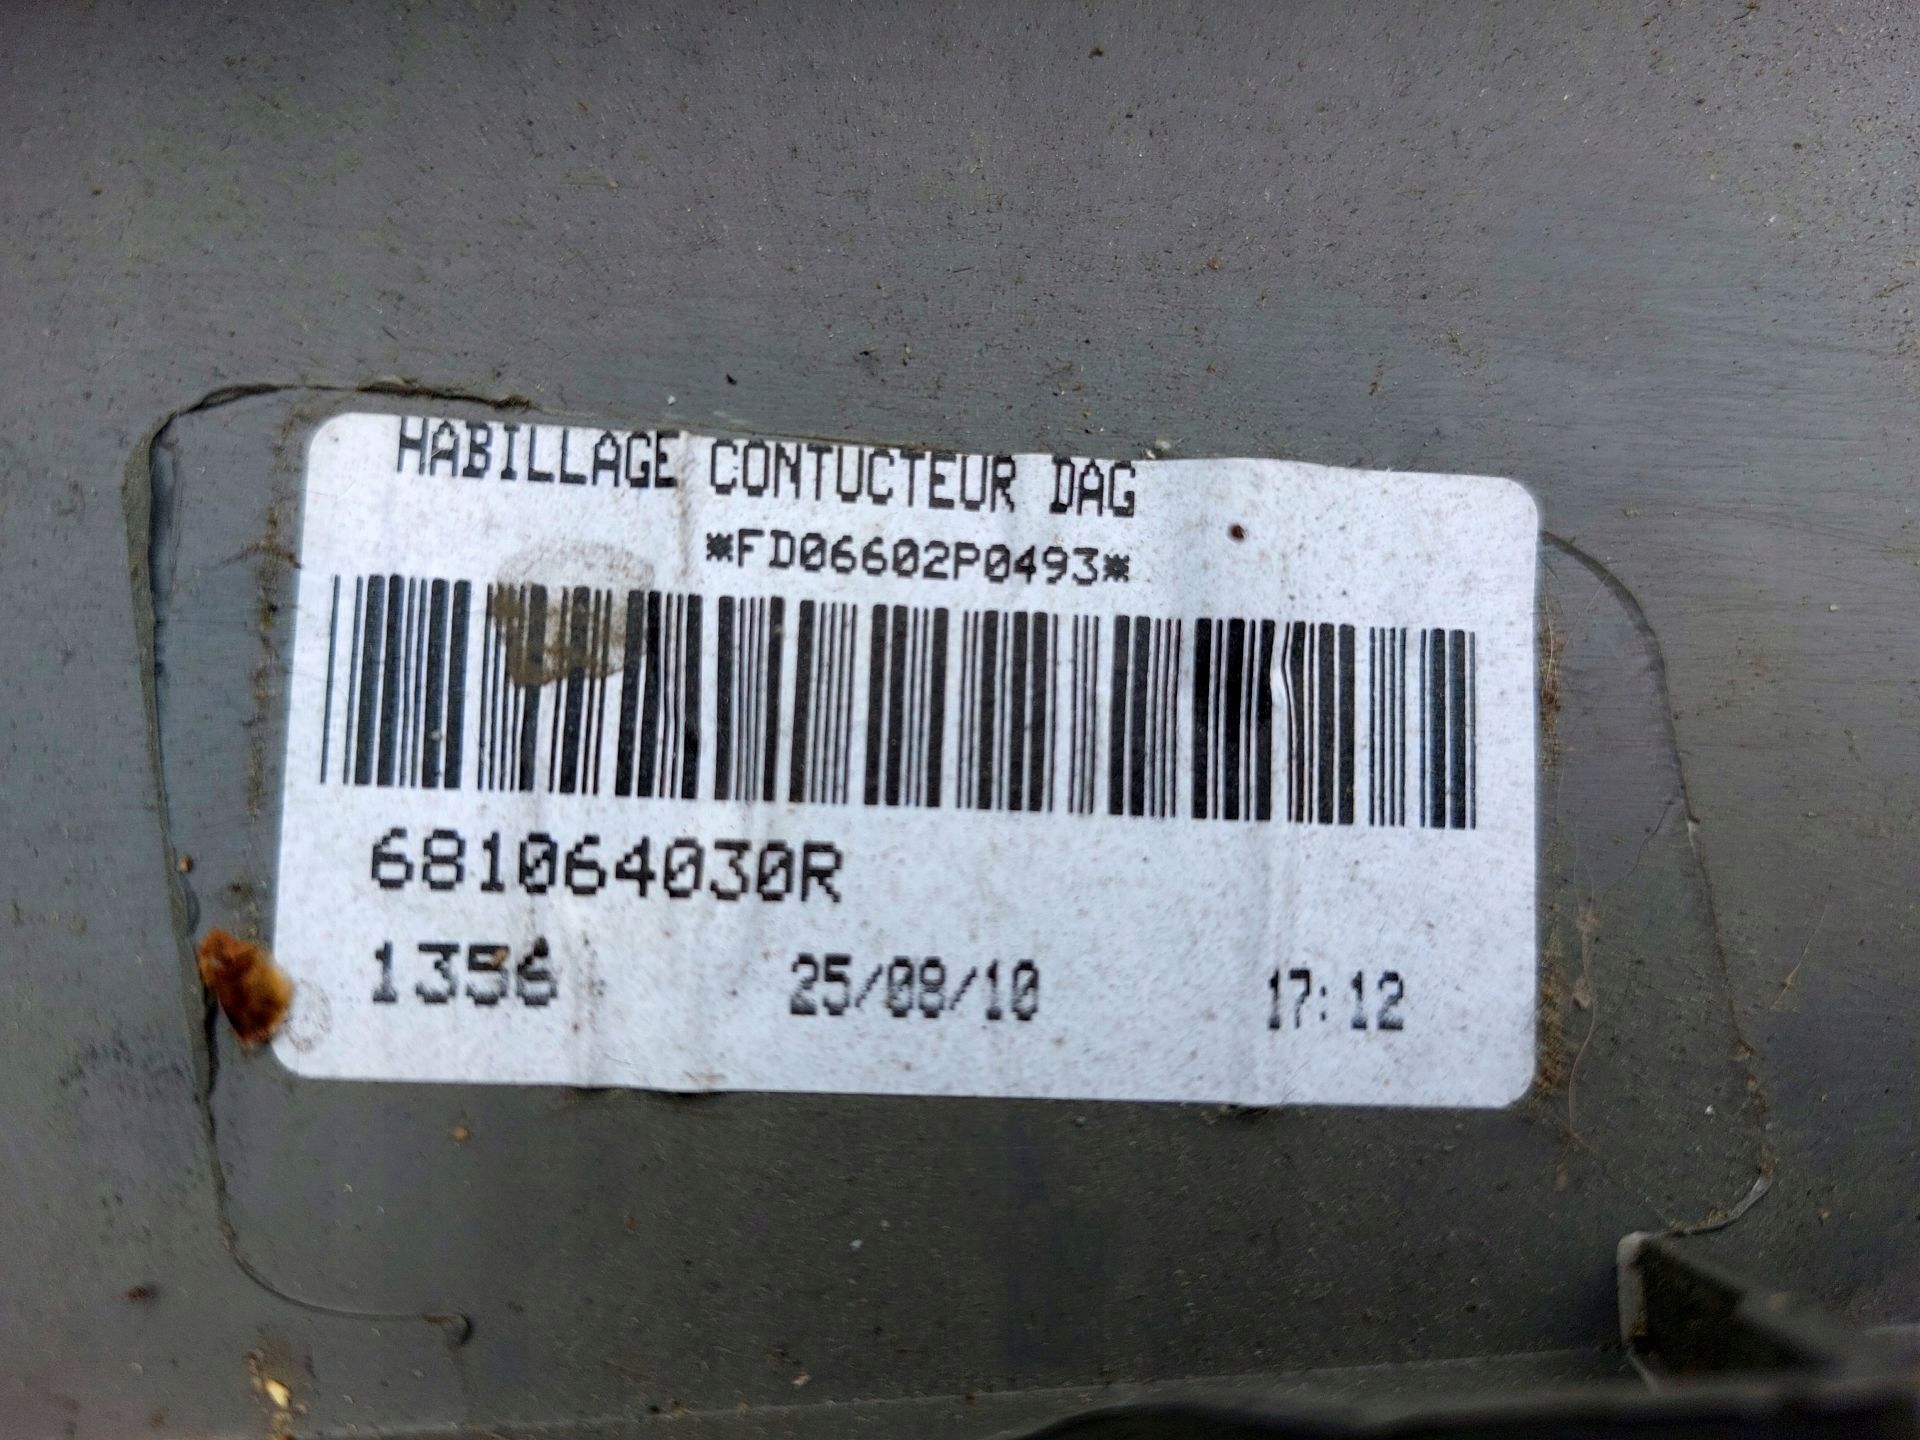 HABILLAGE CONTUCTEUR DAG
*FD06602P0493*
681064030R
1356 25/08/10 17:12